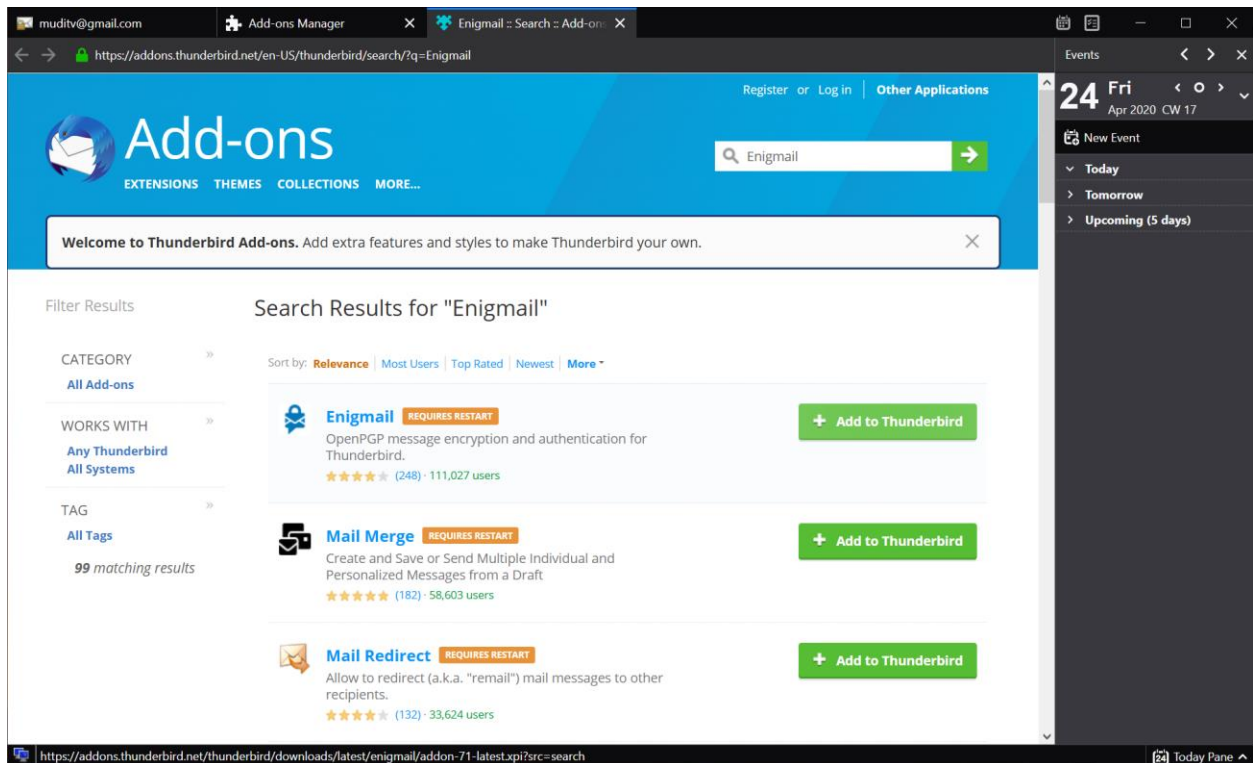 muditv@gmail.com
Add-ons Manager
Enigmail :: Search :: Add-ons
https://addons.thunderbird.net/en-US/thunderbird/search/?q=Enigmail
Events
Register or Log in | Other Applications
24 Fri
Apr 2020 CW 17
Add-ons
Enigmail
New Event
EXTENSIONS THEMES COLLECTIONS MORE...
Today
Tomorrow
Upcoming (5 days)
Welcome to Thunderbird Add-ons. Add extra features and styles to make Thunderbird your own.
Filter Results
Search Results for "Enigmail"
CATEGORY
All Add-ons
WORKS WITH
Any Thunderbird
All Systems
TAG
All Tags
99 matching results
Sort by: Relevance | Most Users | Top Rated | Newest | More
Enigmail REQUIRES RESTART
+ Add to Thunderbird
OpenPGP message encryption and authentication for
Thunderbird.
(248) · 111,027 users
Mail Merge REQUIRES RESTART
+ Add to Thunderbird
Create and Save or Send Multiple Individual and
Personalized Messages from a Draft
(182) · 58,603 users
Mail Redirect REQUIRES RESTART
+ Add to Thunderbird
Allow to redirect (a.k.a. "remail") mail messages to other
recipients.
(132) · 33,624 users
https://addons.thunderbird.net/thunderbird/downloads/latest/enigmail/addon-71-latest.xpi?src=search
24 Today Pane